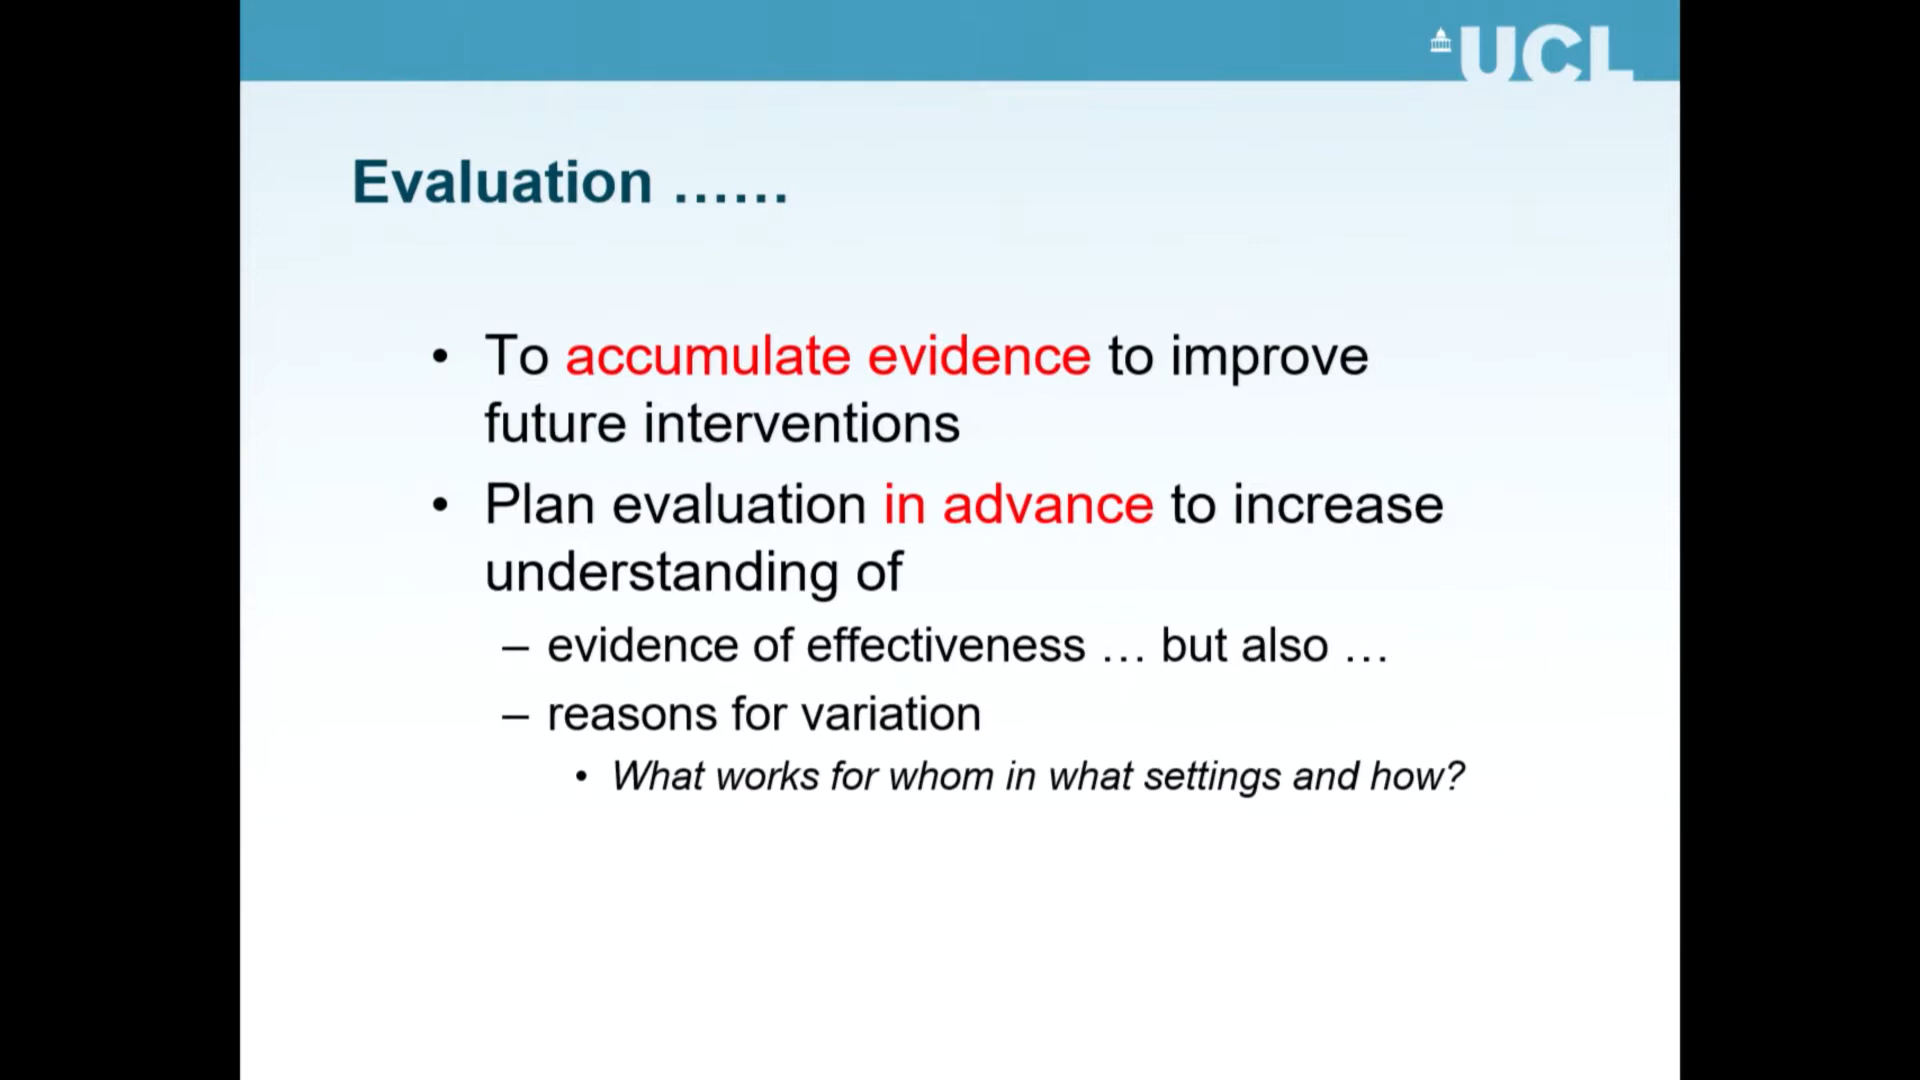 UCL
Evaluation ......
• To accumulate evidence to improve
future interventions
• Plan evaluation in advance to increase
understanding of
– evidence of effectiveness … but also …
– reasons for variation
• What works for whom in what settings and how?